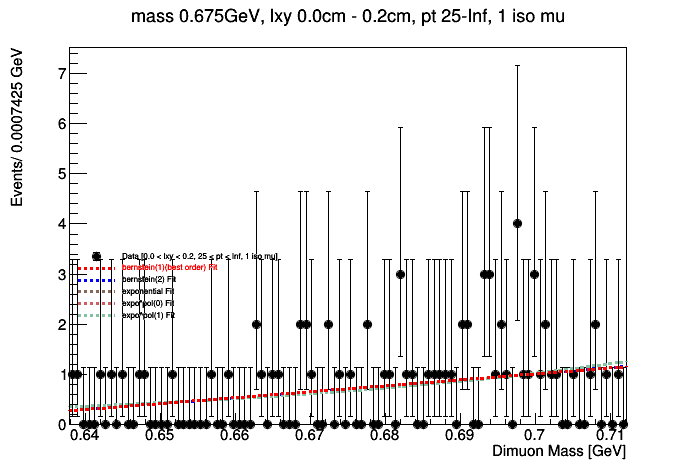 mass 0.675GeV, lxy 0.0cm - 0.2cm, pt 25-Inf, 1 iso mu
Events/ 0.0007425 GeV
7
6
5
4
3
2
1
0
Data [0.0 < lxy < 0.2, 25 < pt < Inf, 1 iso mu]
bernstein(1)(best order) Fit
bernstein(2) Fit
exponential Fit
expo*pol(0) Fit
expo*pol(1) Fit
0.64 0.65 0.66 0.67 0.68 0.69 0.7 0.71
Dimuon Mass [GeV]